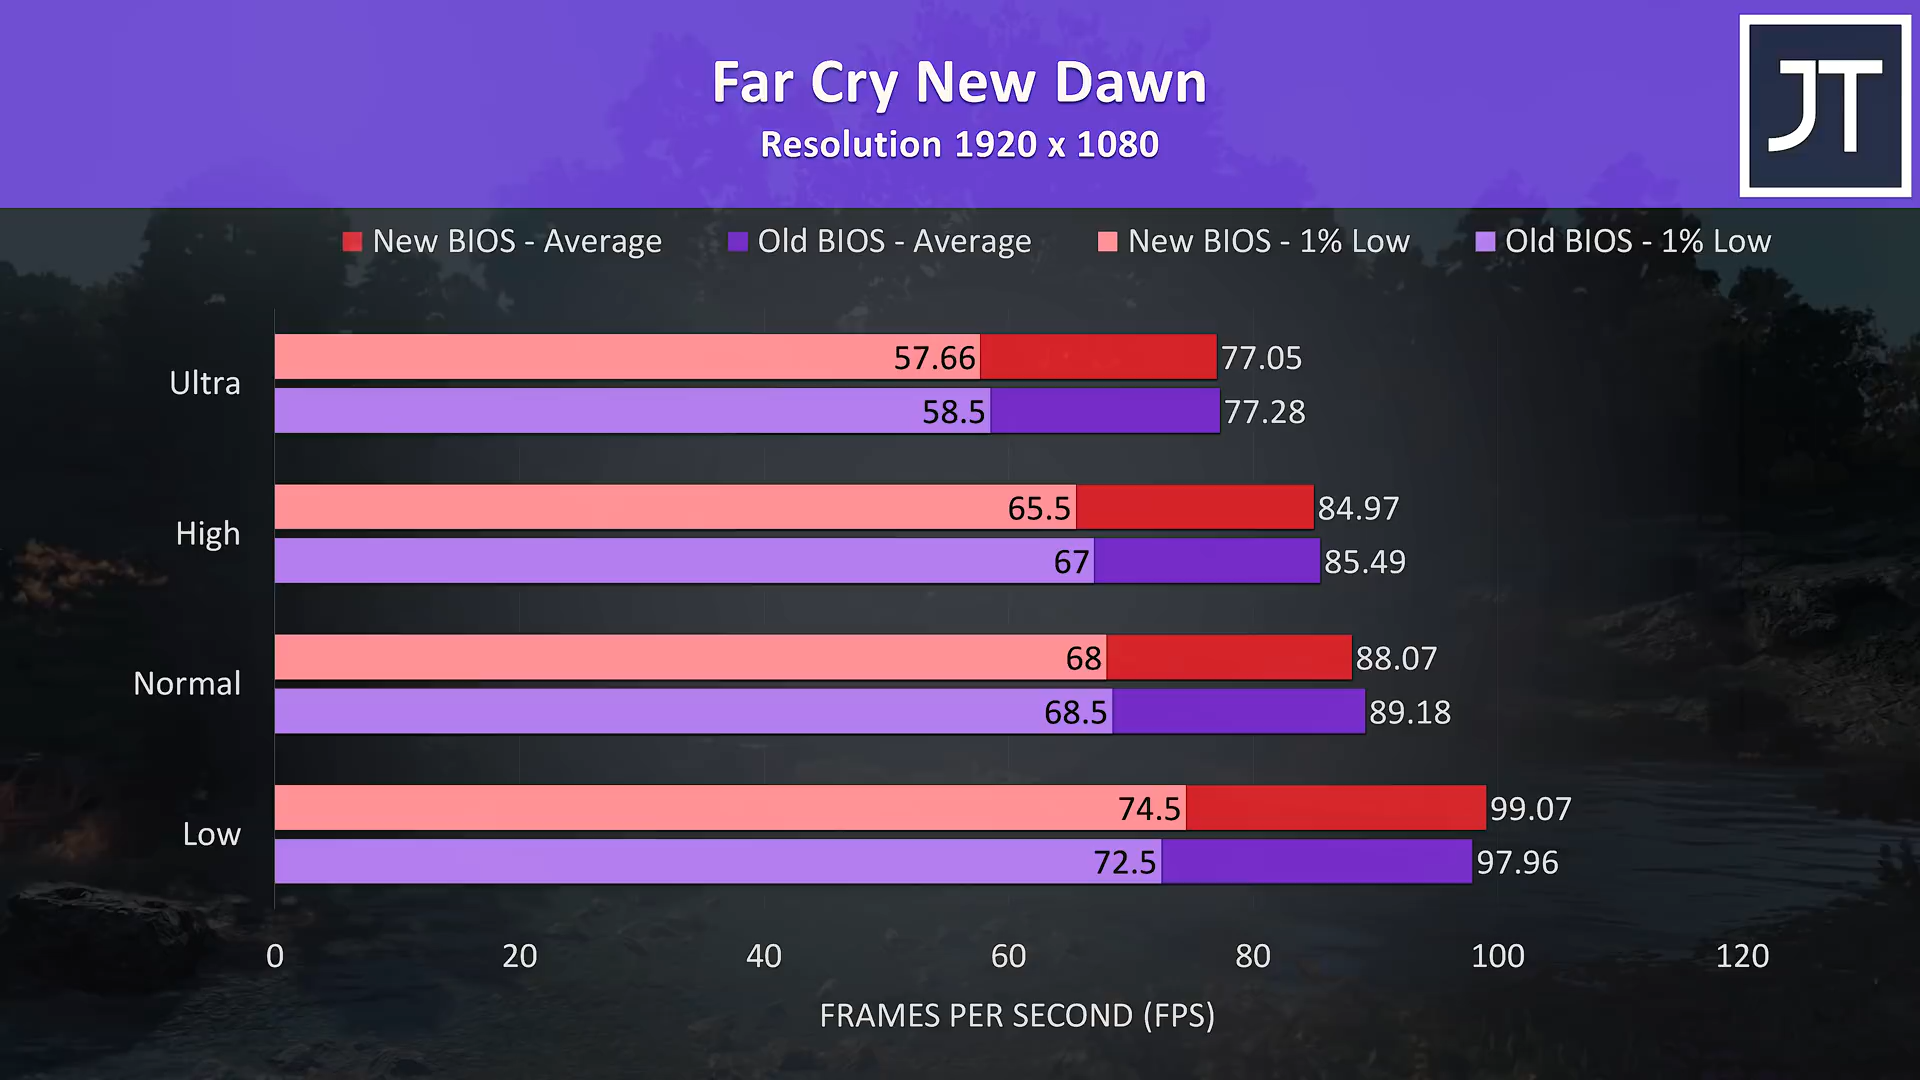 Far Cry New Dawn
Resolution 1920 x 1080
JT
New BIOS - Average
Old BIOS - Average
New BIOS - 1% Low
Old BIOS - 1% Low
Ultra
57.66
77.05
58.5
77.28
High
65.5
84.97
67
85.49
Normal
68
88.07
68.5
89.18
Low
74.5
99.07
72.5
97.96
0 20 40 60 80 100 120
FRAMES PER SECOND (FPS)